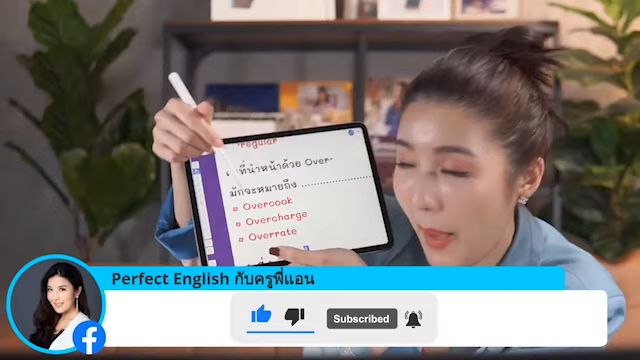 regular
ที่นำหน้าด้วย Over-
มักจะหมายถึง ....................
Overcook
Overcharge
Overrate
Perfect English กับครูพี่แอน
Subscribed